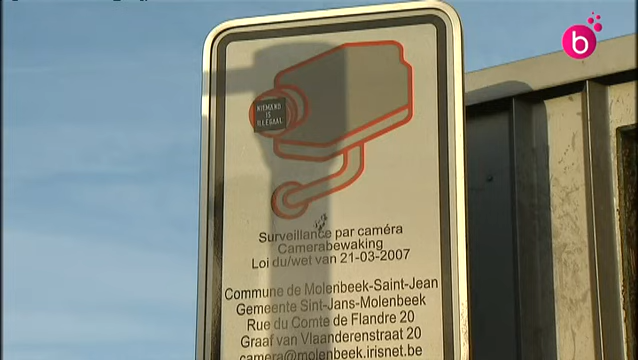 b
NIEMAND
IS
ILLEGAAL
Surveillance par caméra
Camerabewaking
Loi du/wet van 21-03-2007
Commune de Molenbeek-Saint-Jean
Gemeente Sint-Jans-Molenbeek
Rue du Comte de Flandre 20
Graaf van Vlaanderenstraat 20
camera@molenbeek.irisnet.be